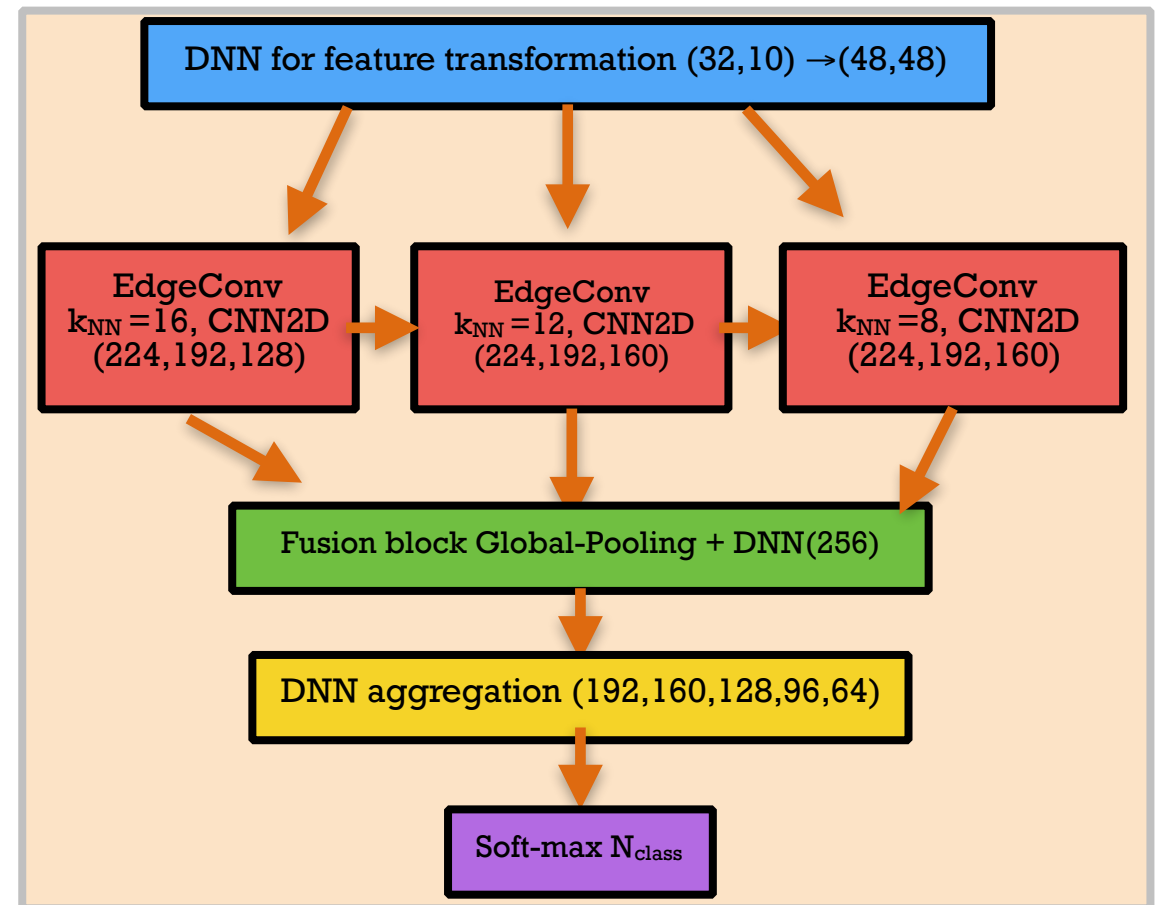 DNN for feature transformation (32,10) →(48,48)
EdgeConv
kNN =16, CNN2D
(224,192,128)
EdgeConv
kNN =12, CNN2D
(224,192,160)
EdgeConv
kNN =8, CNN2D
(224,192,160)
Fusion block Global-Pooling + DNN(256)
DNN aggregation (192,160,128,96,64)
Soft-max Nclass